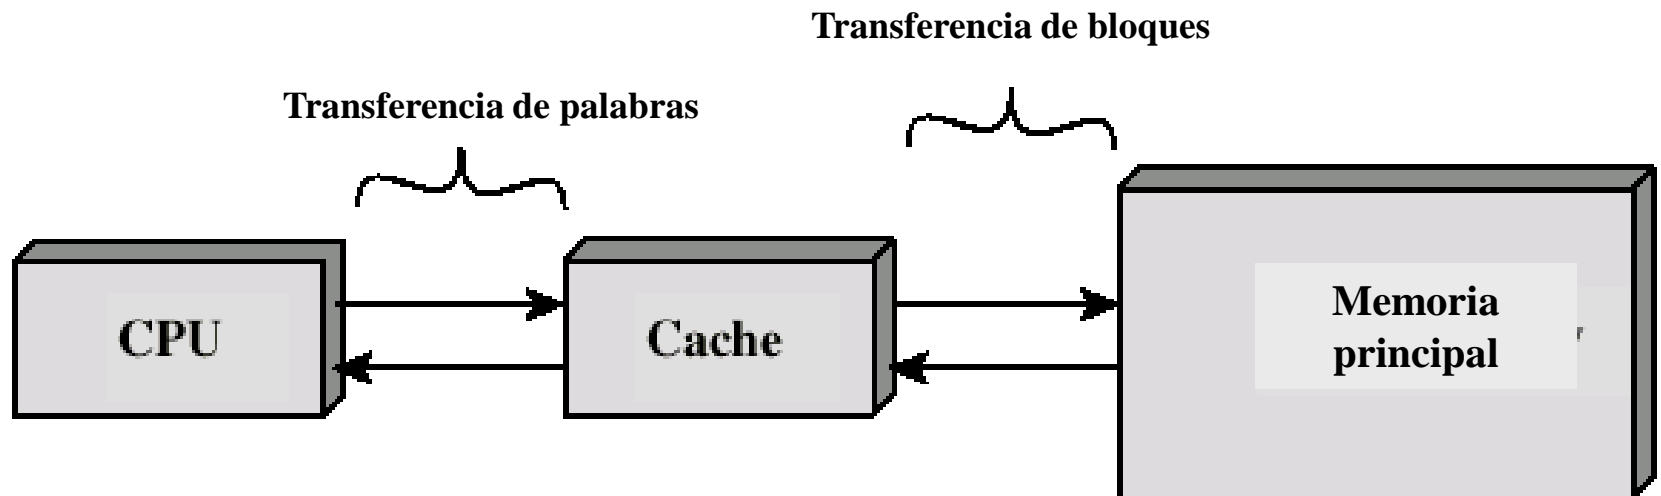 Transferencia de bloques
Transferencia de palabras
CPU
Cache
Memoria
principal